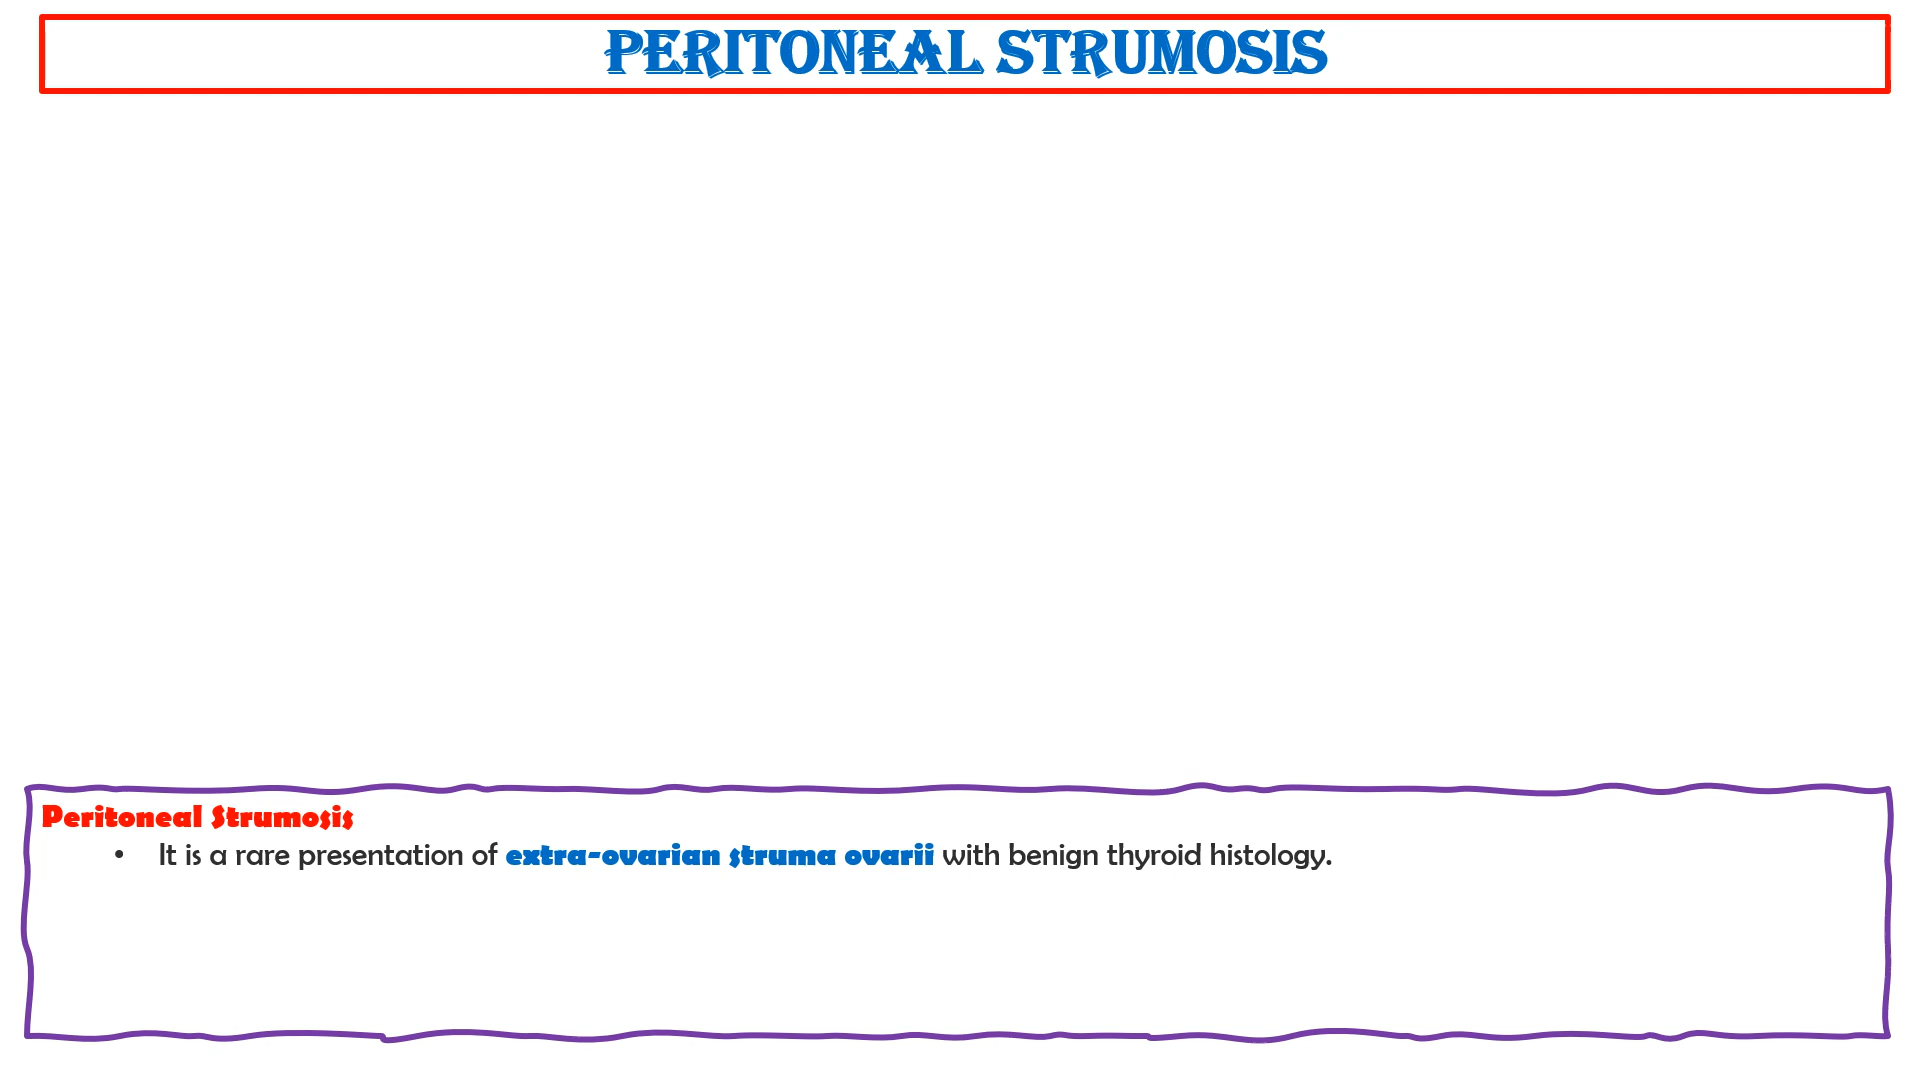 PERITONEAL STRUMOSIS
Peritoneal Strumosis
• It is a rare presentation of extra-ovarian struma ovarii with benign thyroid histology.